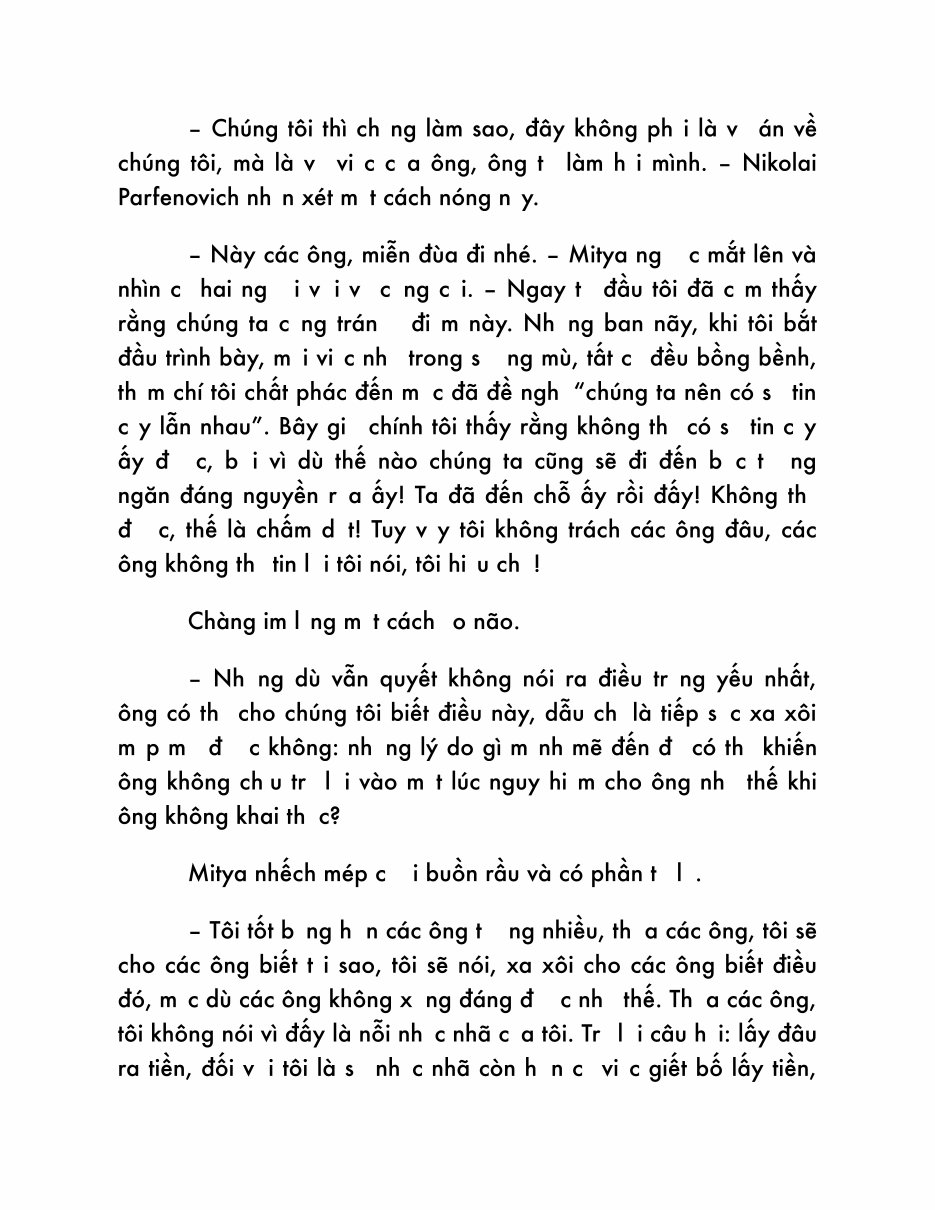 – Chúng tôi thì ch ng làm sao, đây không ph i là v  án về
chúng tôi, mà là v  vi c c a ông, ông t  làm h i mình. – Nikolai
Parfenovich nh n xét m t cách nóng n y.
– Này các ông, miễn đùa đi nhé. – Mitya ng  c mắt lên và
nhìn c  hai ng  i v i v  c ng c i. – Ngay t  đầu tôi đã c m thấy
rằng chúng ta c ng trán   đi m này. Nh ng ban nãy, khi tôi bắt
đầu trình bày, m i vi c nh  trong s  ng mù, tất c  đều bồng bềnh,
th m chí tôi chất phác đến m c đã đề ngh  “chúng ta nên có s  tin
c y lẫn nhau”. Bây gi  chính tôi thấy rằng không th  có s  tin c y
ấy đ  c, b i vì dù thế nào chúng ta cũng sẽ đi đến b c t  ng
ngăn đáng nguyền r a ấy! Ta đã đến chỗ ấy rồi đấy! Không th
đ  c, thế là chấm d t! Tuy v y tôi không trách các ông đâu, các
ông không th  tin l i tôi nói, tôi hi u ch !
Chàng im l ng m t cách  o não.
– Nh ng dù vẫn quyết không nói ra điều tr ng yếu nhất,
ông có th  cho chúng tôi biết điều này, dẫu ch  là tiếp s c xa xôi
m p m  đ  c không: nh ng lý do gì m nh mẽ đến đ  có th  khiến
ông không ch u tr  l i vào m t lúc nguy hi m cho ông nh  thế khi
ông không khai th c?
Mitya nhếch mép c  i buồn rầu và có phần t  l .
– Tôi tốt b ng h n các ông t  ng nhiều, th a các ông, tôi sẽ
cho các ông biết t i sao, tôi sẽ nói, xa xôi cho các ông biết điều
đó, m c dù các ông không x ng đáng đ  c nh  thế. Th a các ông,
tôi không nói vì đấy là nỗi nh c nhã c a tôi. Tr  l i câu h i: lấy đâu
ra tiền, đối v i tôi là s  nh c nhã còn h n c  vi c giết bố lấy tiền,